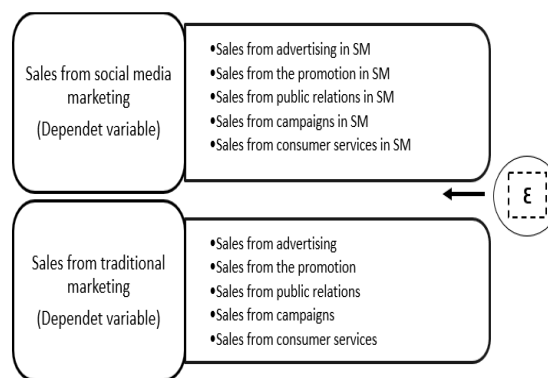 Sales from social media
marketing
(Dependet variable)
•Sales from advertising in SM
•Sales from the promotion in SM
•Sales from public relations in SM
•Sales from campaigns in SM
•Sales from consumer services in SM
ε
Sales from traditional
marketing
(Dependet variable)
•Sales from advertising
•Sales from the promotion
•Sales from public relations
•Sales from campaigns
•Sales from consumer services